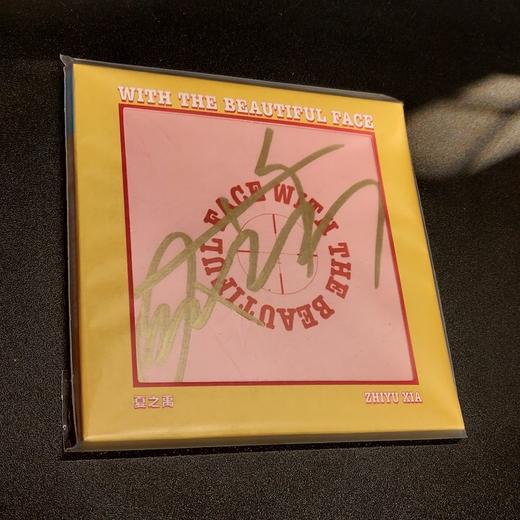 WITH THE BEAUTIFUL FACE
FACE WITH THE BEAUTIFUL
夏之禹
ZHIYU XIA